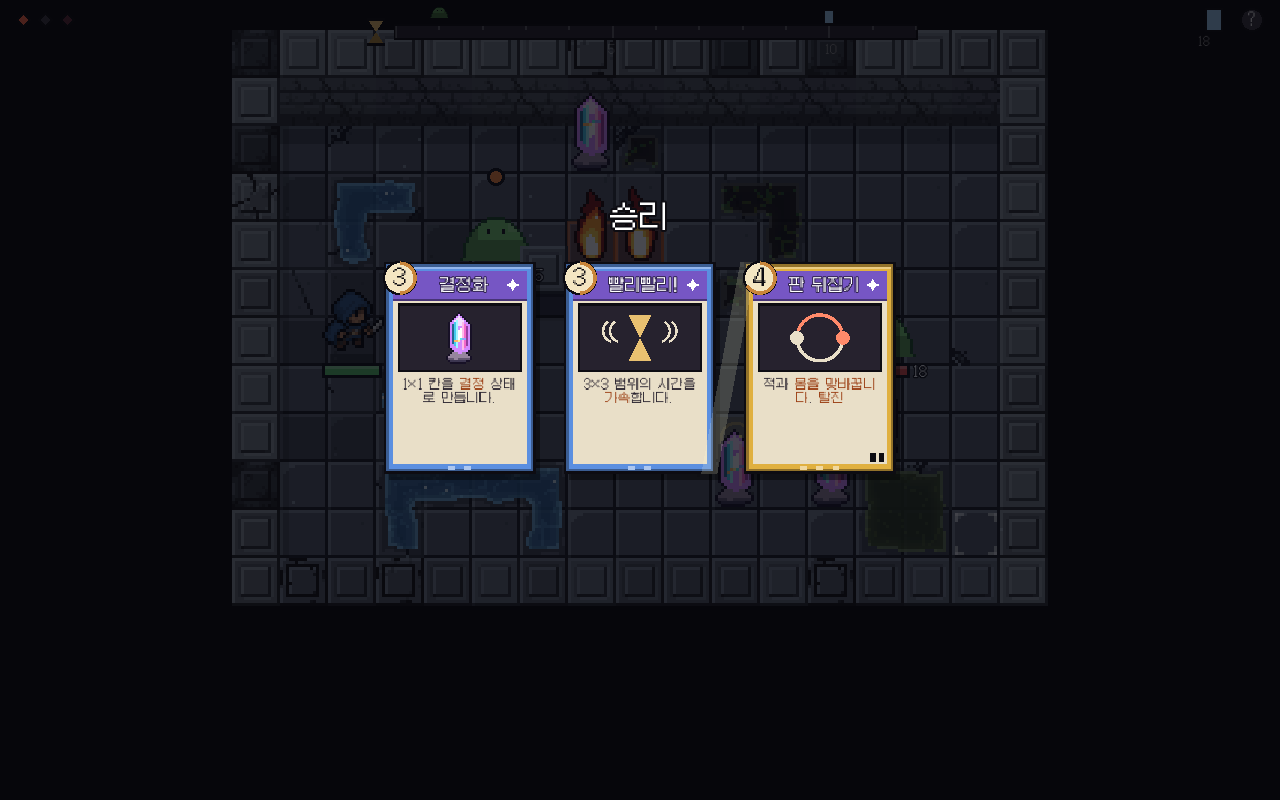 ?
18
5
10
승리
3 결정화
1×1 칸을 결정 상태
로 만듭니다.
3 빨리빨리!
3×3 범위의 시간을
가속합니다.
4 판 뒤집기
적과 몸을 맞바꿉니
다. 탈진
18